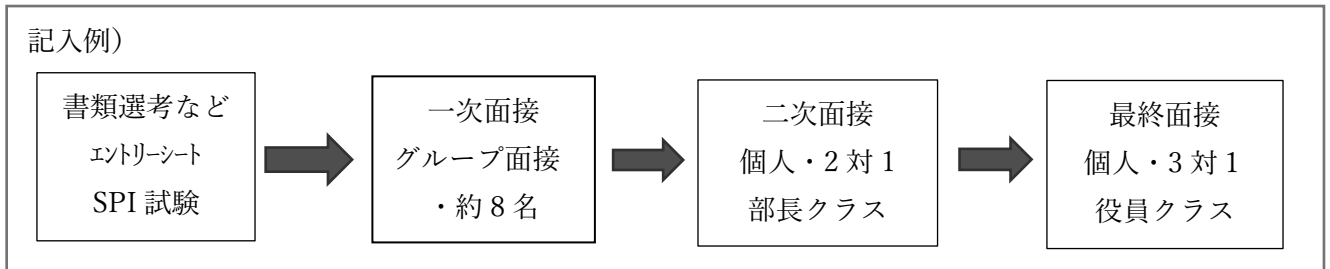 記入例）
書類選考など
エントリーシート
SPI 試験
一次面接
グループ面接
・約 8 名
二次面接
個人・2 対 1
部長クラス
最終面接
個人・3 対 1
役員クラス